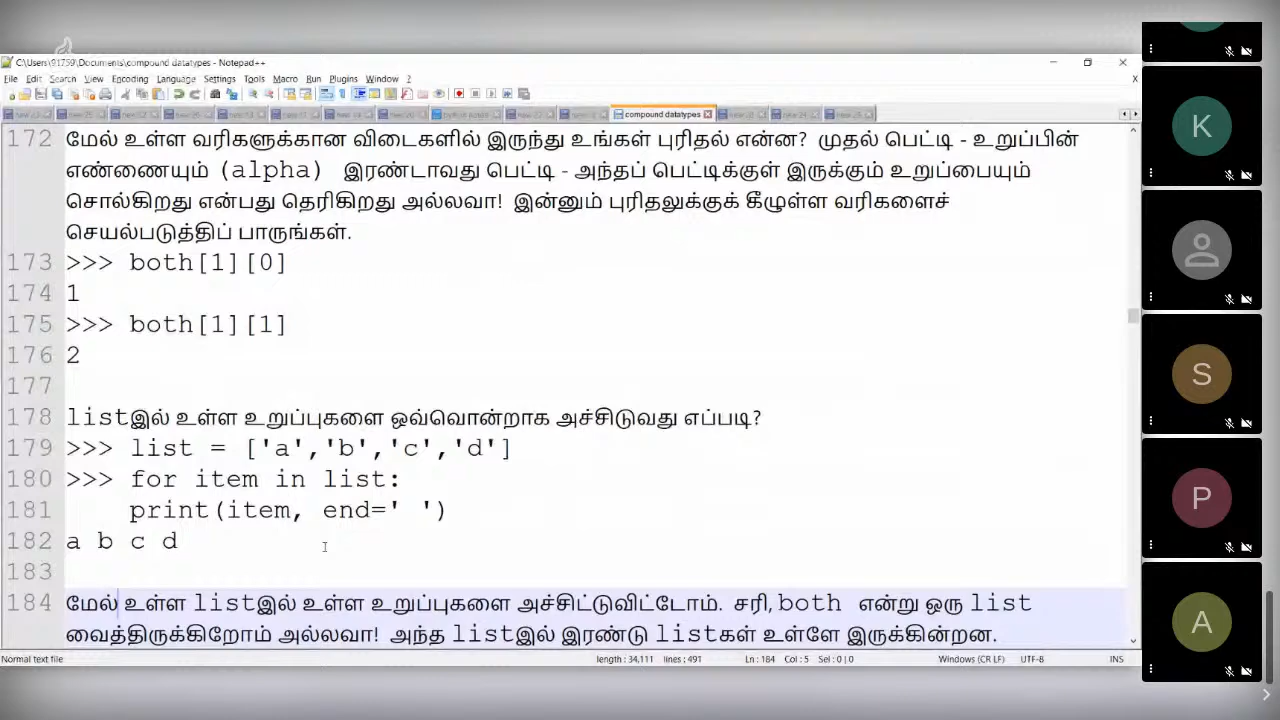 C:\Users\91759\Documents\compound datatypes - Notepad++
File Edit Search View Encoding Language Settings Tools Macro Run Plugins Window ?
X
compound datatypes
172 மேல் உள்ள வரிகளுக்கான விடைகளில் இருந்து உங்கள் புரிதல் என்ன? முதல் பெட்டி - உறுப்பின்
எண்ணையும் (alpha) இரண்டாவது பெட்டி - அந்தப் பெட்டிக்குள் இருக்கும் உறுப்பையும்
சொல்கிறது என்பது தெரிகிறது அல்லவா! இன்னும் புரிதலுக்குக் கீழுள்ள வரிகளைச்
செயல்படுத்திப் பாருங்கள்.
173 >>> both[1][0]
174 1
175 >>> both[1][1]
176 2
177
178 listஇல் உள்ள உறுப்புகளை ஒவ்வொன்றாக அச்சிடுவது எப்படி?
179 >>> list = ['a','b','c','d']
180 >>> for item in list:
181 print(item, end=' ')
182 a b c d
183
184 மேல் உள்ள listஇல் உள்ள உறுப்புகளை அச்சிட்டுவிட்டோம். சரி, both என்று ஒரு list
வைத்திருக்கிறோம் அல்லவா! அந்த listஇல் இரண்டு listகள் உள்ளே இருக்கின்றன.
Normal text file length : 34,111 lines : 491 Ln : 184 Col : 5 Sel : 0 | 0 Windows (CR LF) UTF-8 INS
K
S
P
A